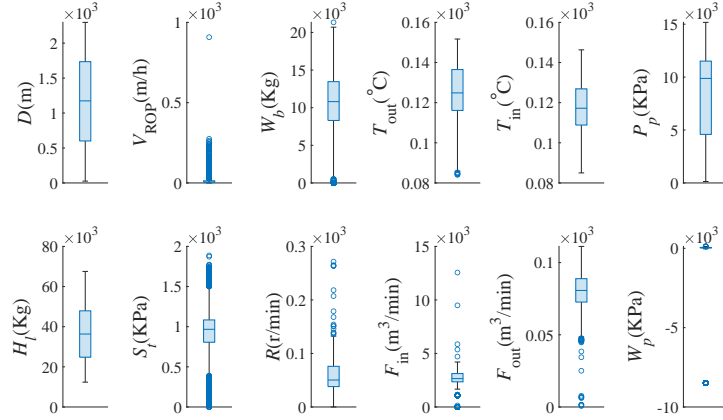 ×10³ ×10³ ×10³ ×10³ ×10³ ×10³
D(m) 2 1.5 1 0.5 0
V_ROP(m/h) 1 0.5 0
W_b(Kg) 20 15 10 5 0
T_out(°C) 0.16 0.14 0.12 0.1 0.08
T_in(°C) 0.16 0.14 0.12 0.1 0.08
P_p(KPa) 15 10 5 0
×10³ ×10³ ×10³ ×10³ ×10³ ×10³
H_l(Kg) 80 60 40 20 0
S_t(KPa) 2 1.5 1 0.5 0
R(r/min) 0.3 0.2 0.1 0
F_in(m³/min) 15 10 5 0
F_out(m³/min) 0.1 0.05 0
W_p(KPa) 0 -5 -10